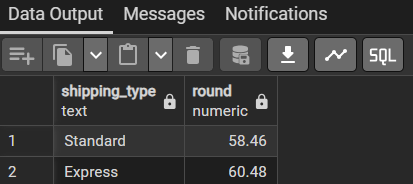 Data Output Messages Notifications
SQL
shipping_type round
text numeric
1 Standard 58.46
2 Express 60.48